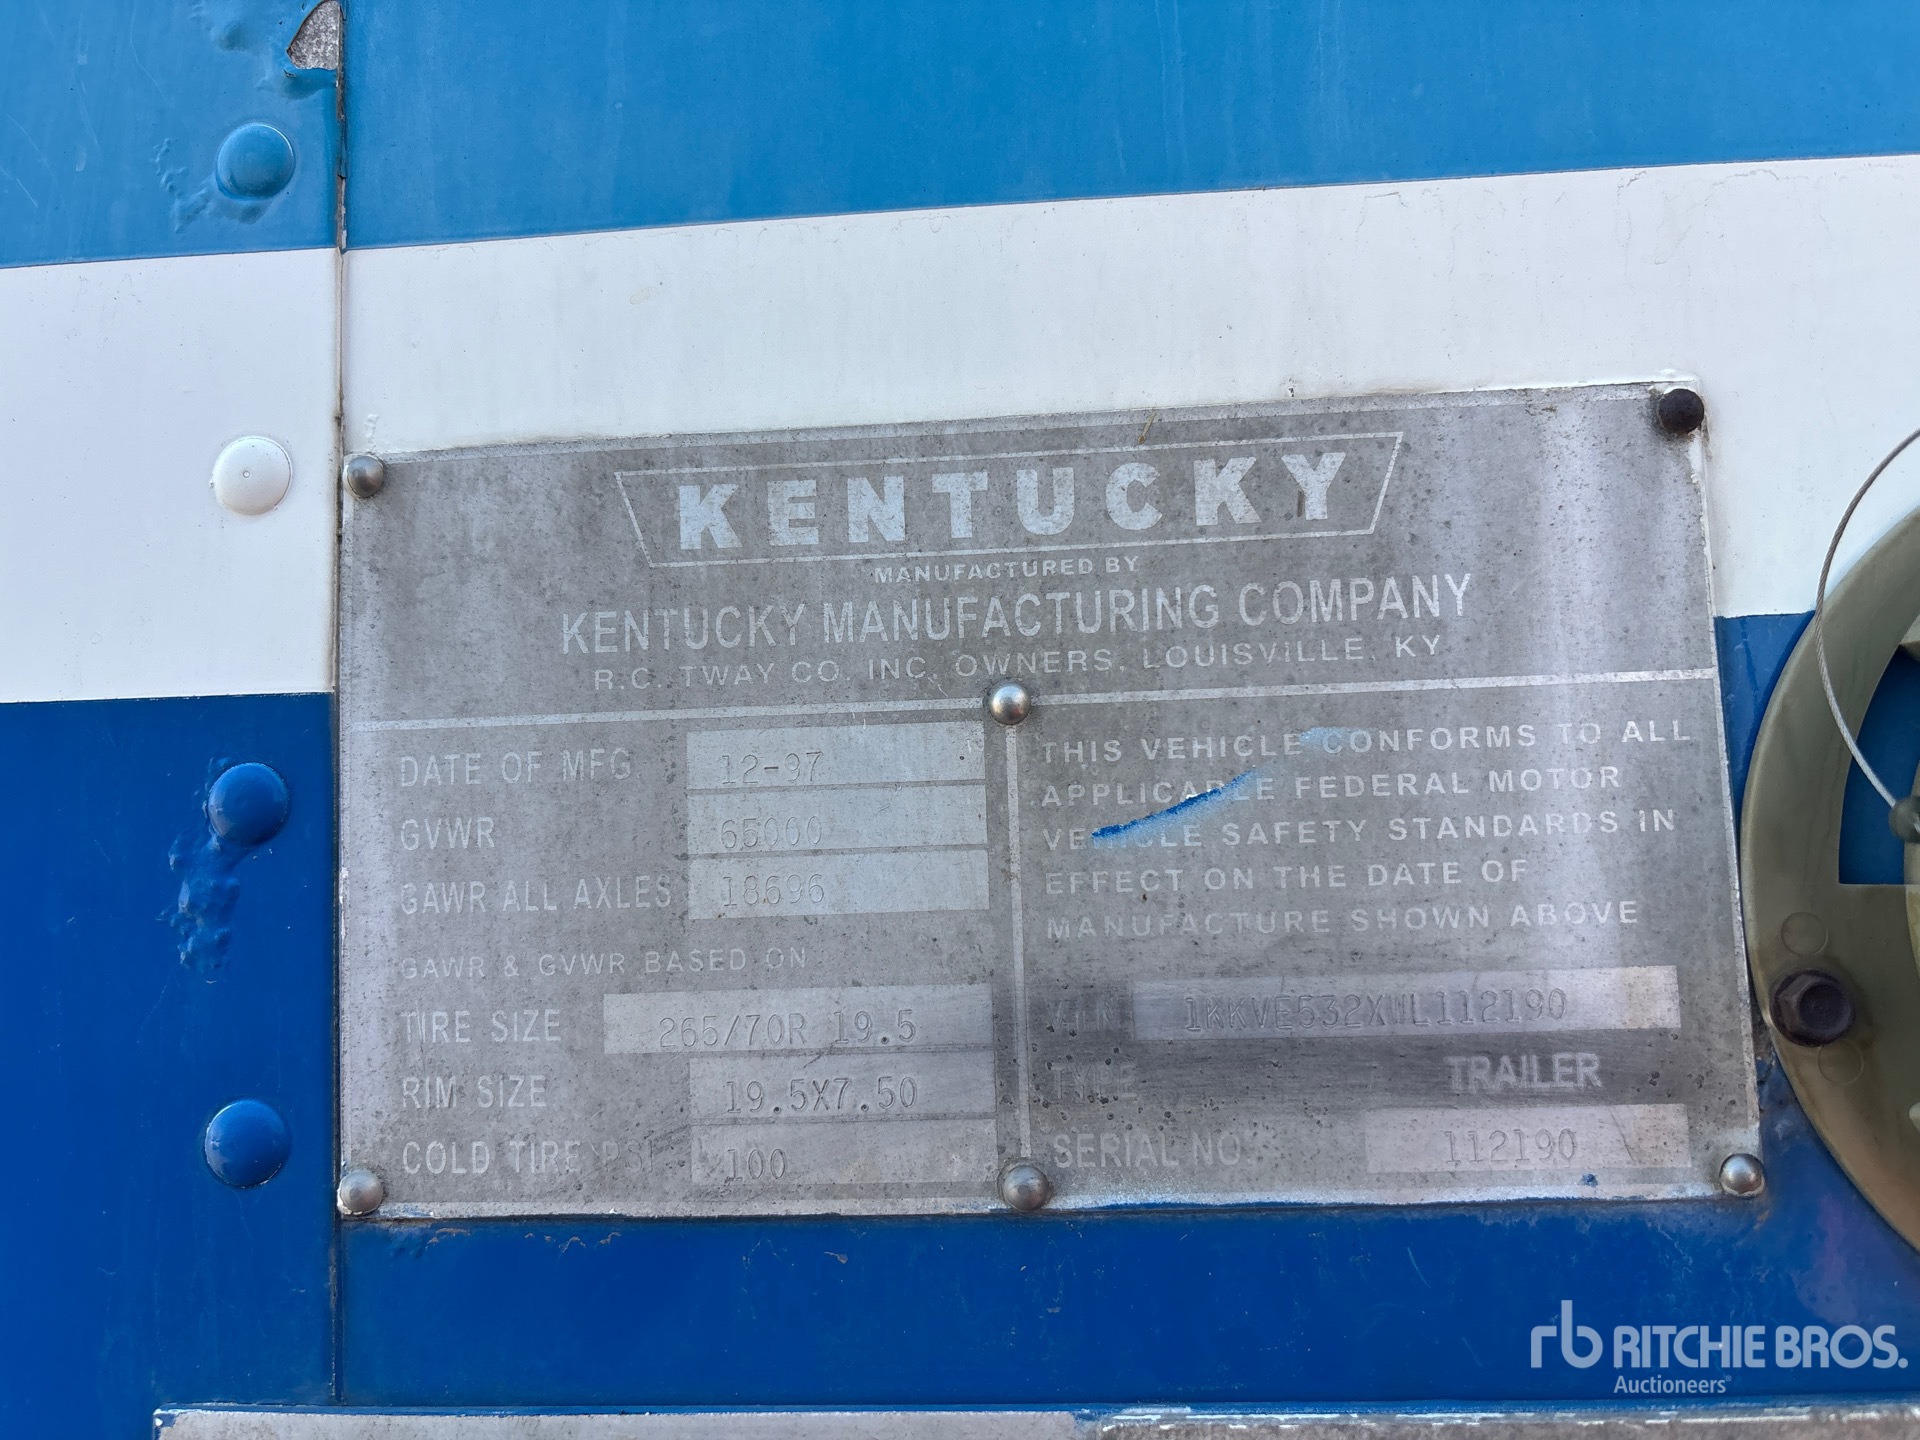 KENTUCKY
MANUFACTURED BY
KENTUCKY MANUFACTURING COMPANY
R.C. TWAY CO. INC. OWNERS, LOUISVILLE, KY
DATE OF MFG 12-97
GVWR 65000
GAWR ALL AXLES 18696
GAWR & GVWR BASED ON
TIRE SIZE 265/70R 19.5
RIM SIZE 19.5X7.50
COLD TIRE PSI 100
THIS VEHICLE CONFORMS TO ALL
APPLICABLE FEDERAL MOTOR
VEHICLE SAFETY STANDARDS IN
EFFECT ON THE DATE OF
MANUFACTURE SHOWN ABOVE
V.I.N. 1KKVE532XWL112190
TYPE TRAILER
SERIAL NO. 112190
rb RITCHIE BROS.
Auctioneers